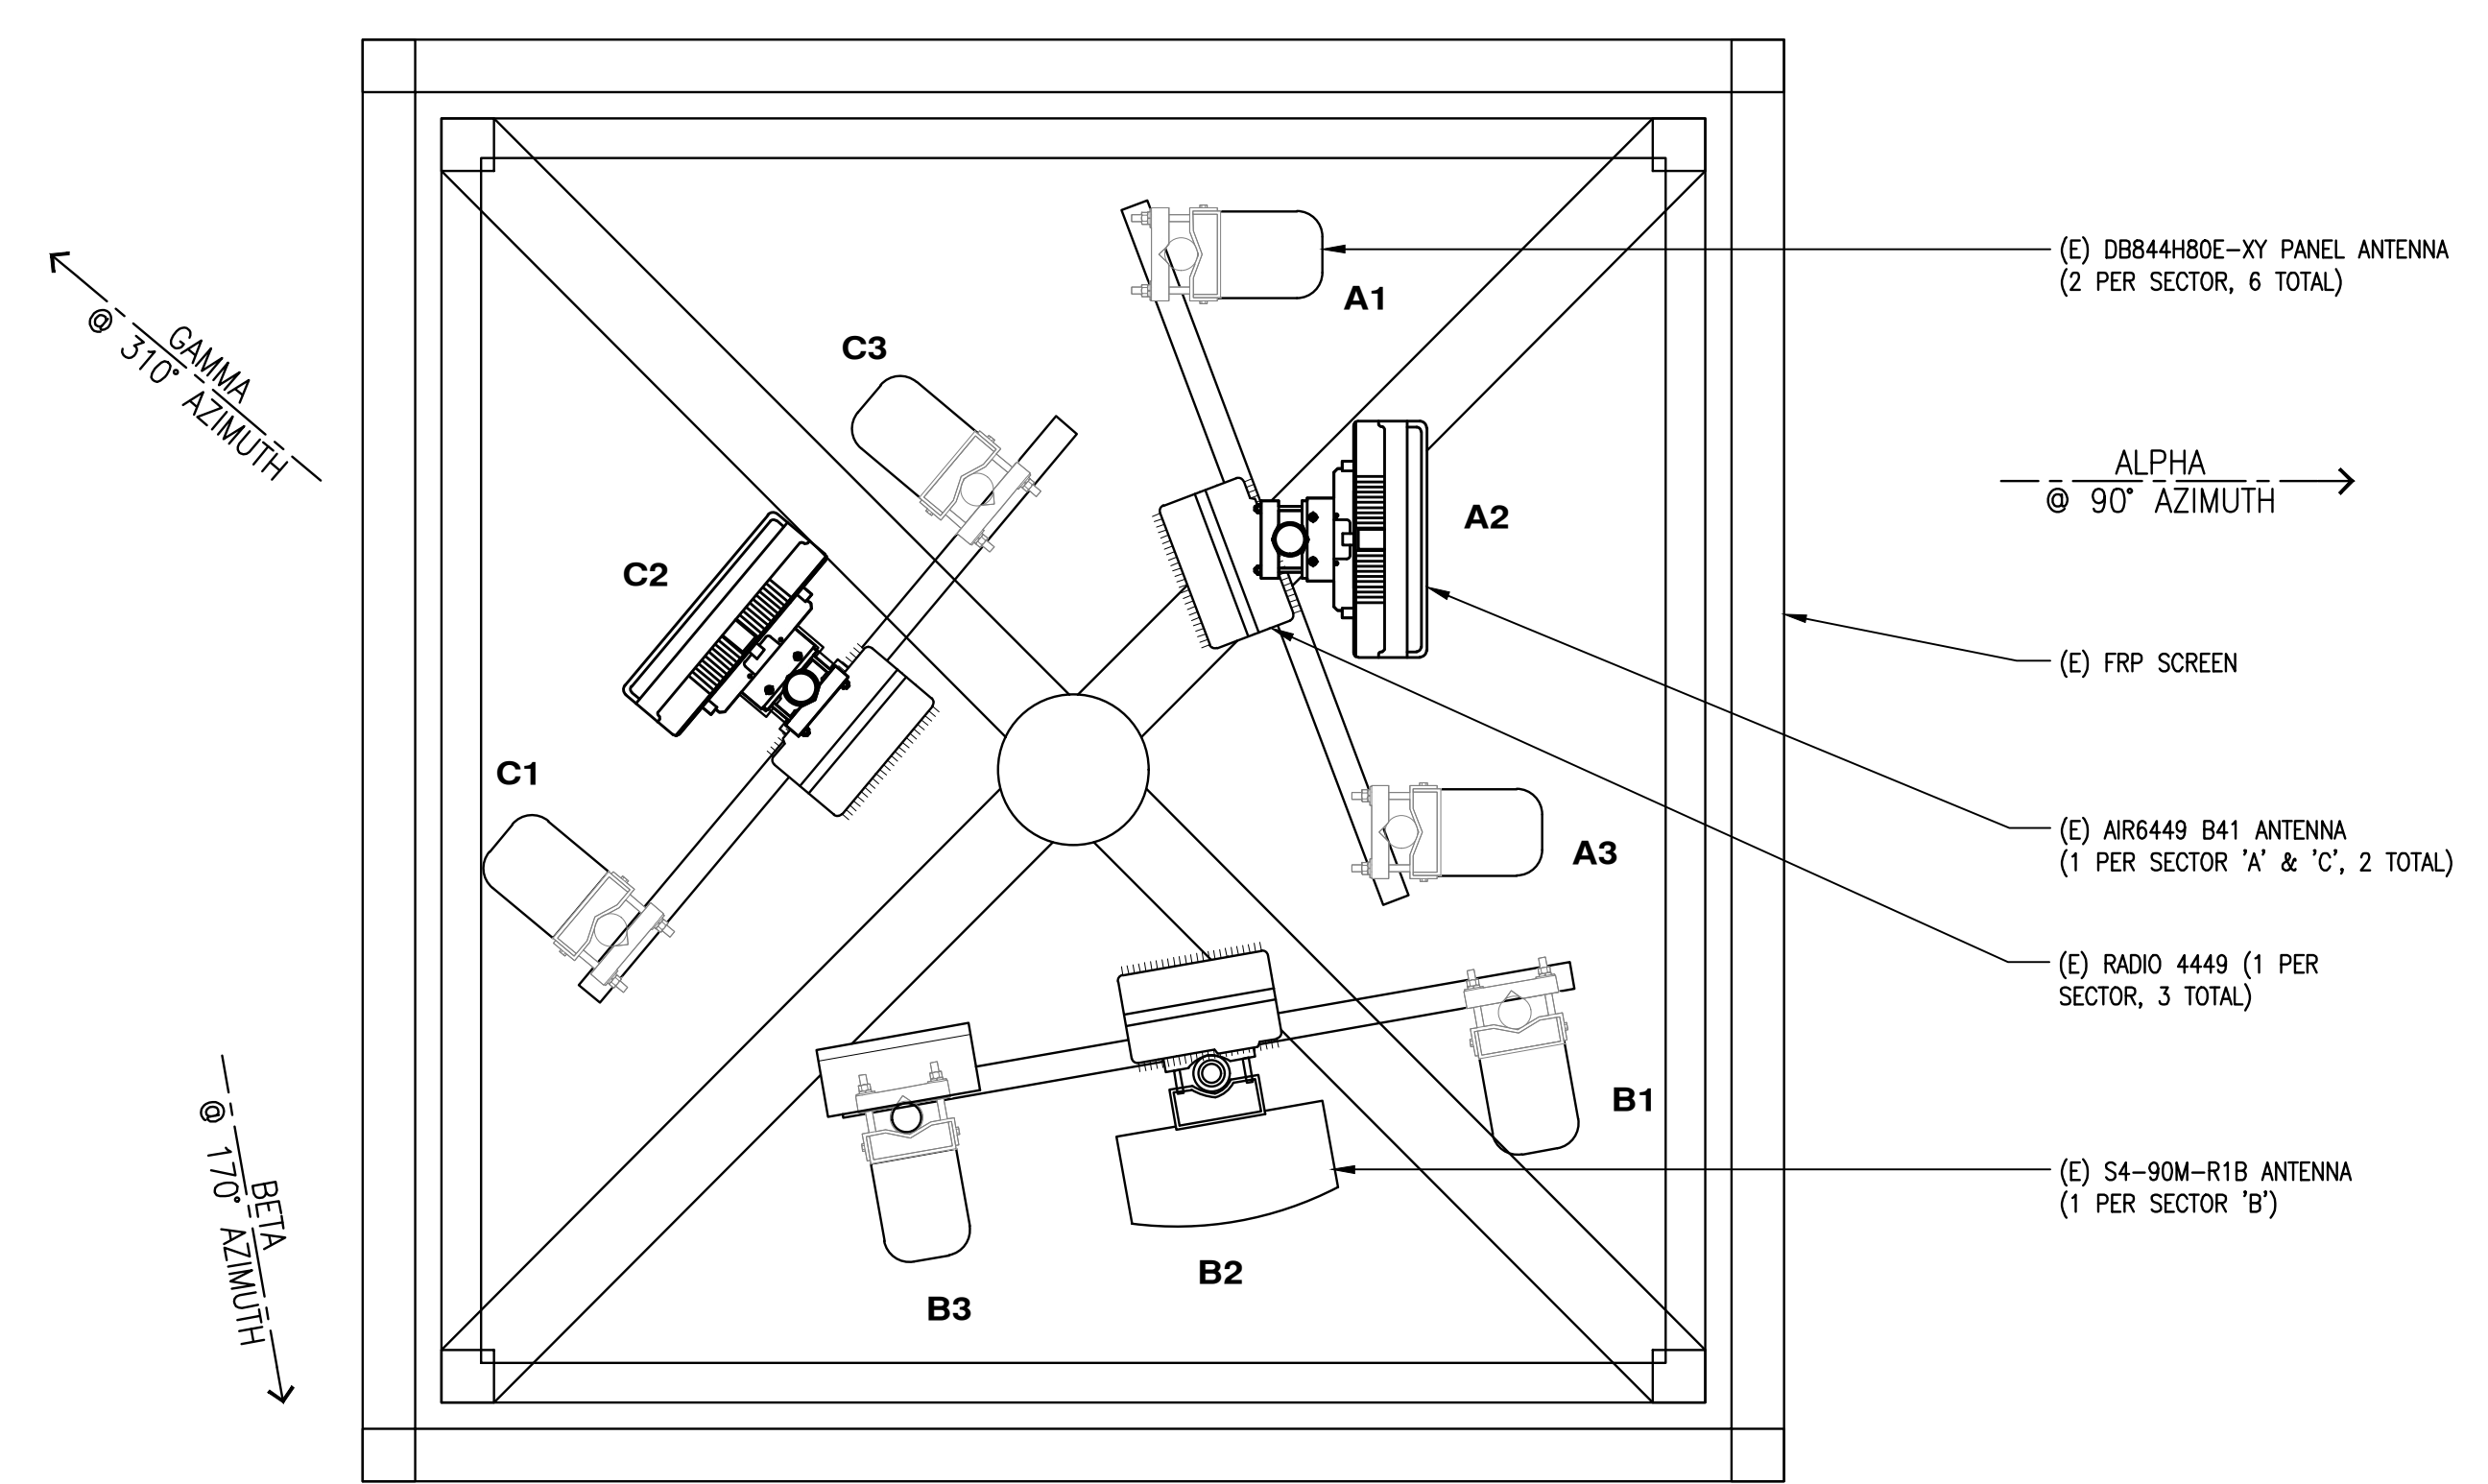 (E) DB844H80E-XY PANEL ANTENNA
(2 PER SECTOR, 6 TOTAL)
A1
C3
GAMMA
@ 310° AZIMUTH
ALPHA
@ 90° AZIMUTH
A2
C2
(E) FRP SCREEN
C1
(E) AIR6449 B41 ANTENNA
(1 PER SECTOR 'A' & 'C', 2 TOTAL)
A3
(E) RADIO 4449 (1 PER
SECTOR, 3 TOTAL)
B1
(E) S4-90M-R1B ANTENNA
(1 PER SECTOR 'B')
BETA
@ 170° AZIMUTH
B2
B3